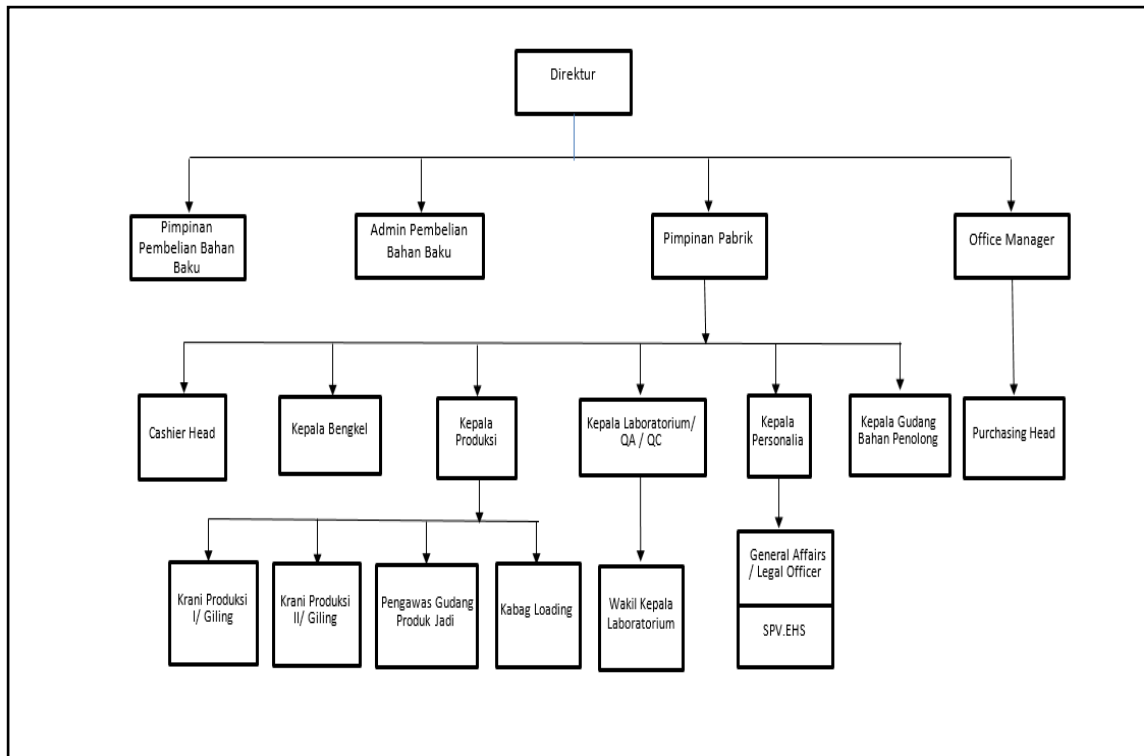 Direktur
Pimpinan
Pembelian Bahan
Baku
Admin Pembelian
Bahan Baku
Pimpinan Pabrik
Office Manager
Cashier Head
Kepala Bengkel
Kepala
Produksi
Kepala Laboratorium/
QA / QC
Kepala
Personalia
Kepala Gudang
Bahan Penolong
Purchasing Head
Krani Produksi
I/ Giling
Krani Produksi
II/ Giling
Pengawas Gudang
Produk Jadi
Kabag Loading
Wakil Kepala
Laboratorium
General Affairs
/ Legal Officer
SPV.EHS